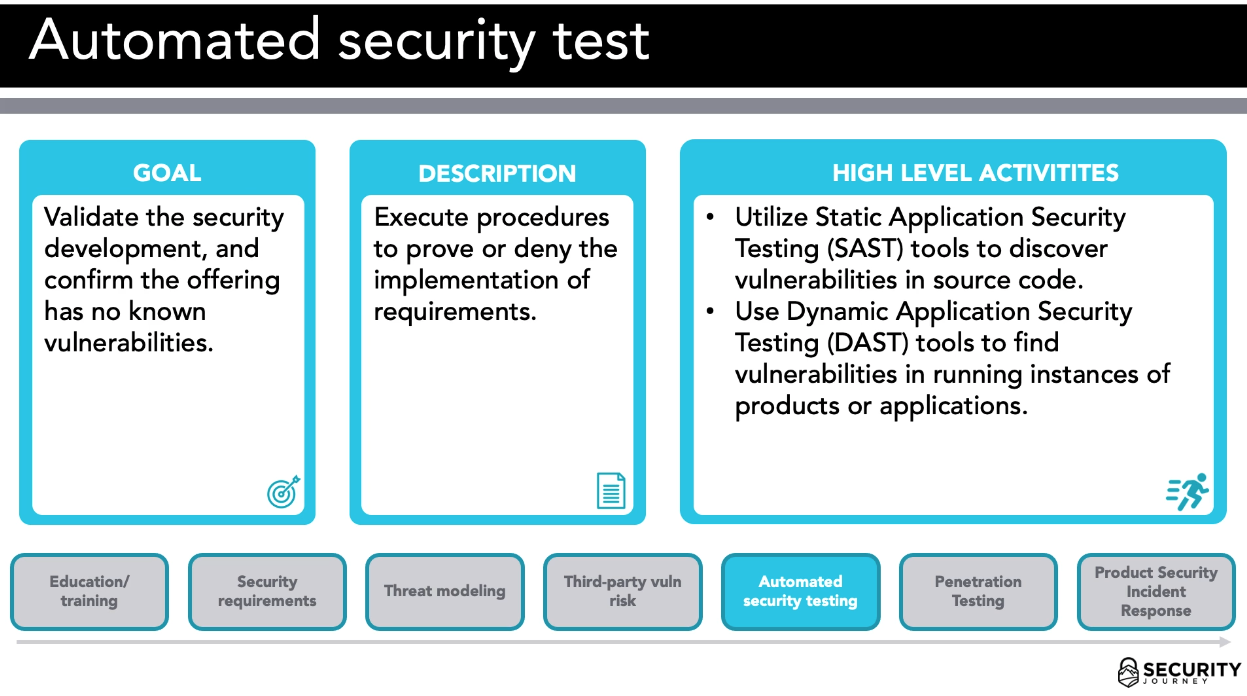 Automated security test
GOAL
Validate the security
development, and
confirm the offering
has no known
vulnerabilities.
DESCRIPTION
Execute procedures
to prove or deny the
implementation of
requirements.
HIGH LEVEL ACTIVITITES
• Utilize Static Application Security
Testing (SAST) tools to discover
vulnerabilities in source code.
• Use Dynamic Application Security
Testing (DAST) tools to find
vulnerabilities in running instances of
products or applications.
Education/
training
Security
requirements
Threat modeling
Third-party vuln
risk
Automated
security testing
Penetration
Testing
Product Security
Incident
Response
SECURITY
JOURNEY